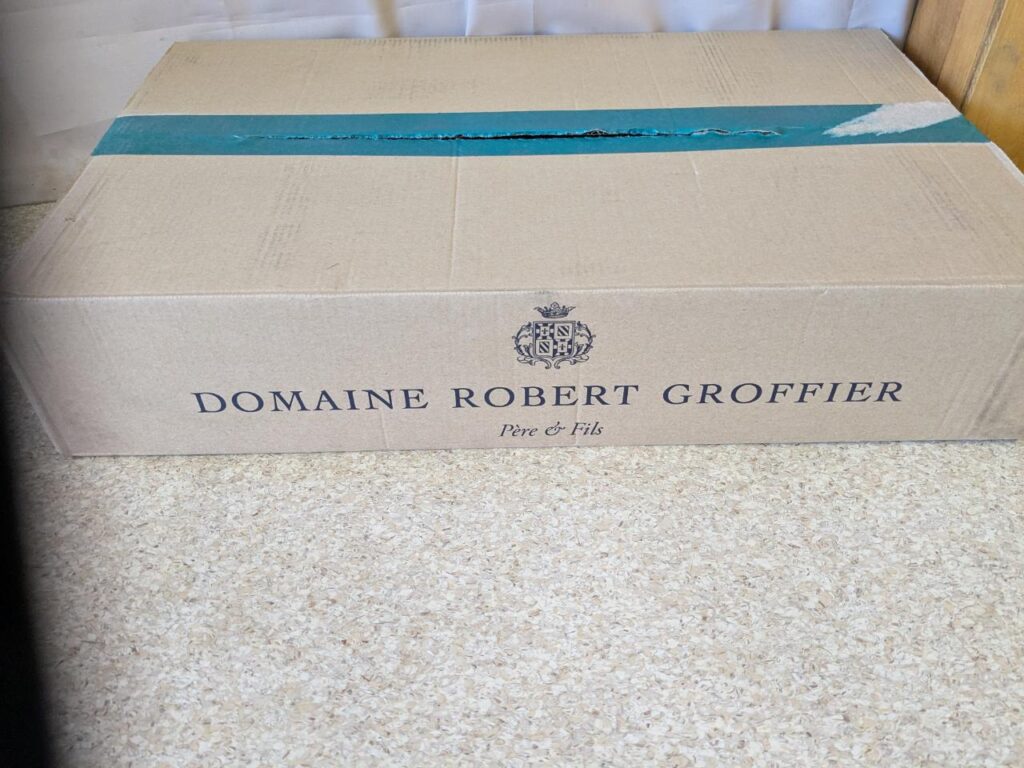 DOMAINE ROBERT GROFFIER
Père & Fils